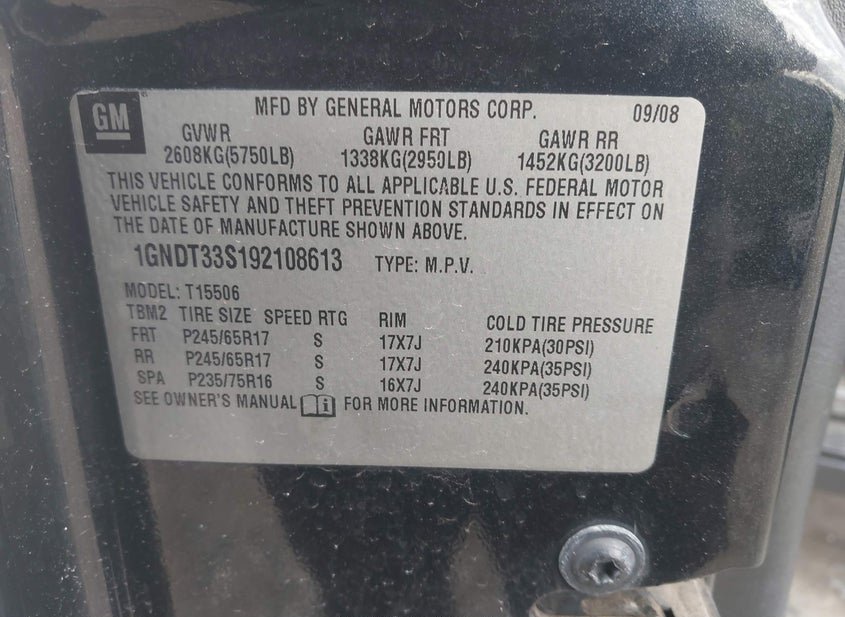 GM
MFD BY GENERAL MOTORS CORP. 09/08
GVWR GAWR FRT GAWR RR
2608KG(5750LB) 1338KG(2950LB) 1452KG(3200LB)
THIS VEHICLE CONFORMS TO ALL APPLICABLE U.S. FEDERAL MOTOR
VEHICLE SAFETY AND THEFT PREVENTION STANDARDS IN EFFECT ON
THE DATE OF MANUFACTURE SHOWN ABOVE.
1GNDT33S192108613 TYPE: M.P.V.
MODEL: T15506
TBM2 TIRE SIZE SPEED RTG RIM COLD TIRE PRESSURE
FRT P245/65R17 S 17X7J 210KPA(30PSI)
RR P245/65R17 S 17X7J 240KPA(35PSI)
SPA P235/75R16 S 16X7J 240KPA(35PSI)
SEE OWNER'S MANUAL FOR MORE INFORMATION.